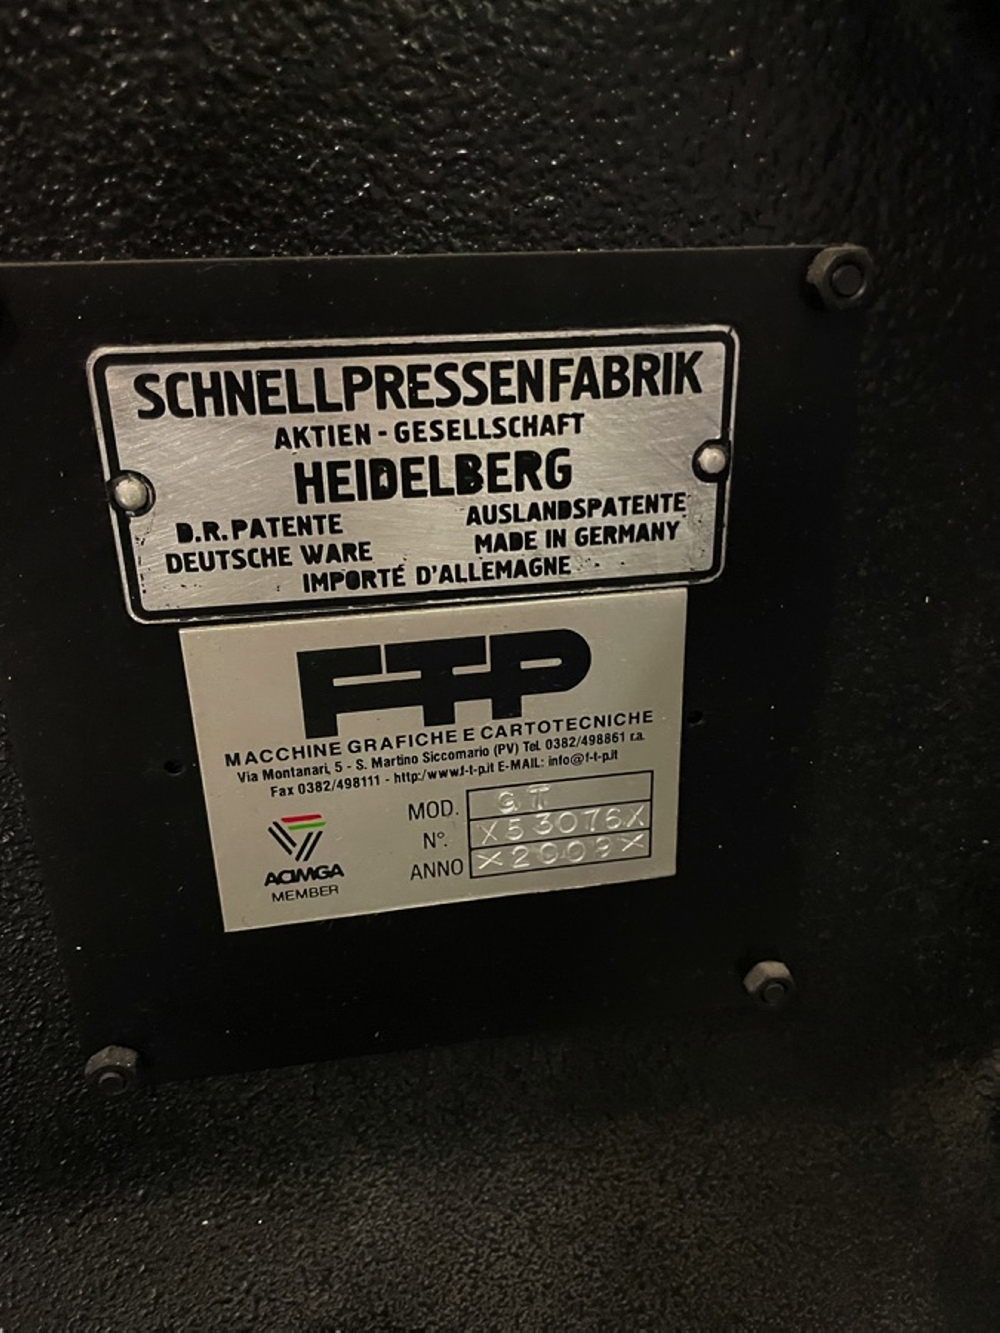 SCHNELLPRESSENFABRIK
AKTIEN-GESELLSCHAFT
HEIDELBERG
D.R. PATENTE AUSLANDSPATENTE
DEUTSCHE WARE MADE IN GERMANY
IMPORTÉ D'ALLEMAGNE
FTP
MACCHINE GRAFICHE E CARTOTECNICHE
Via Montanari, 5 - S. Martino Siccomario (PV) Tel. 0382/498861 r.a.
Fax 0382/498111 - http:/www.f-t-p.it E-MAIL: info@f-t-p.it
MOD. GT
N°. X53076X
ANNO X2009X
ACIMGA
MEMBER